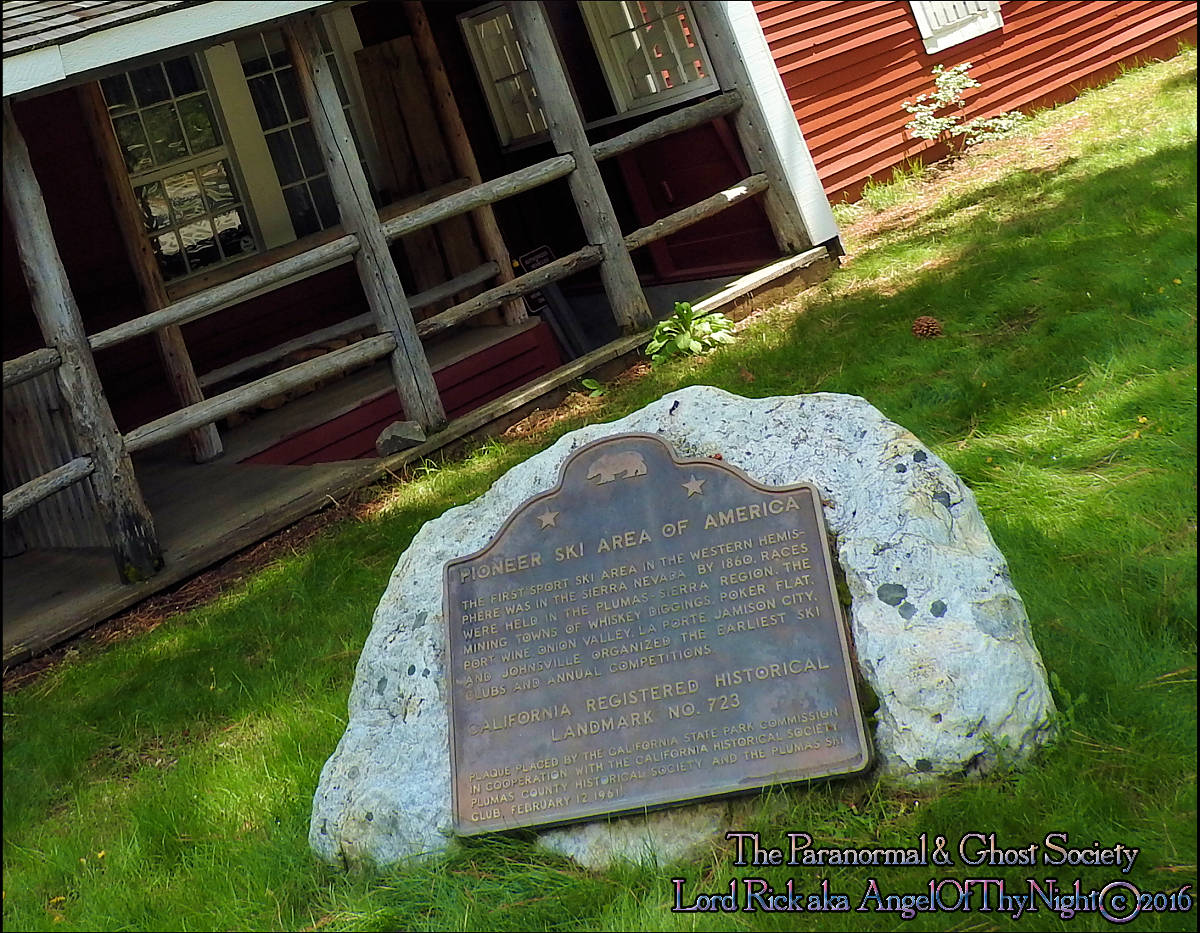 PIONEER SKI AREA OF AMERICA
THE FIRST SPORT SKI AREA IN THE WESTERN HEMIS-
PHERE WAS IN THE SIERRA NEVADA. BY 1860, RACES
WERE HELD IN THE PLUMAS-SIERRA REGION. THE
MINING TOWNS OF WHISKEY DIGGINGS, POKER FLAT,
PORT WINE, ONION VALLEY, LA PORTE, JAMISON CITY,
AND JOHNSVILLE ORGANIZED THE EARLIEST SKI
CLUBS AND ANNUAL COMPETITIONS.
CALIFORNIA REGISTERED HISTORICAL
LANDMARK NO. 723
PLAQUE PLACED BY THE CALIFORNIA STATE PARK COMMISSION
IN COOPERATION WITH THE CALIFORNIA HISTORICAL SOCIETY
PLUMAS COUNTY HISTORICAL SOCIETY AND THE PLUMAS SKI
CLUB, FEBRUARY 12, 1961.
The Paranormal & Ghost Society
Lord Rick aka AngelOfThyNight©2016